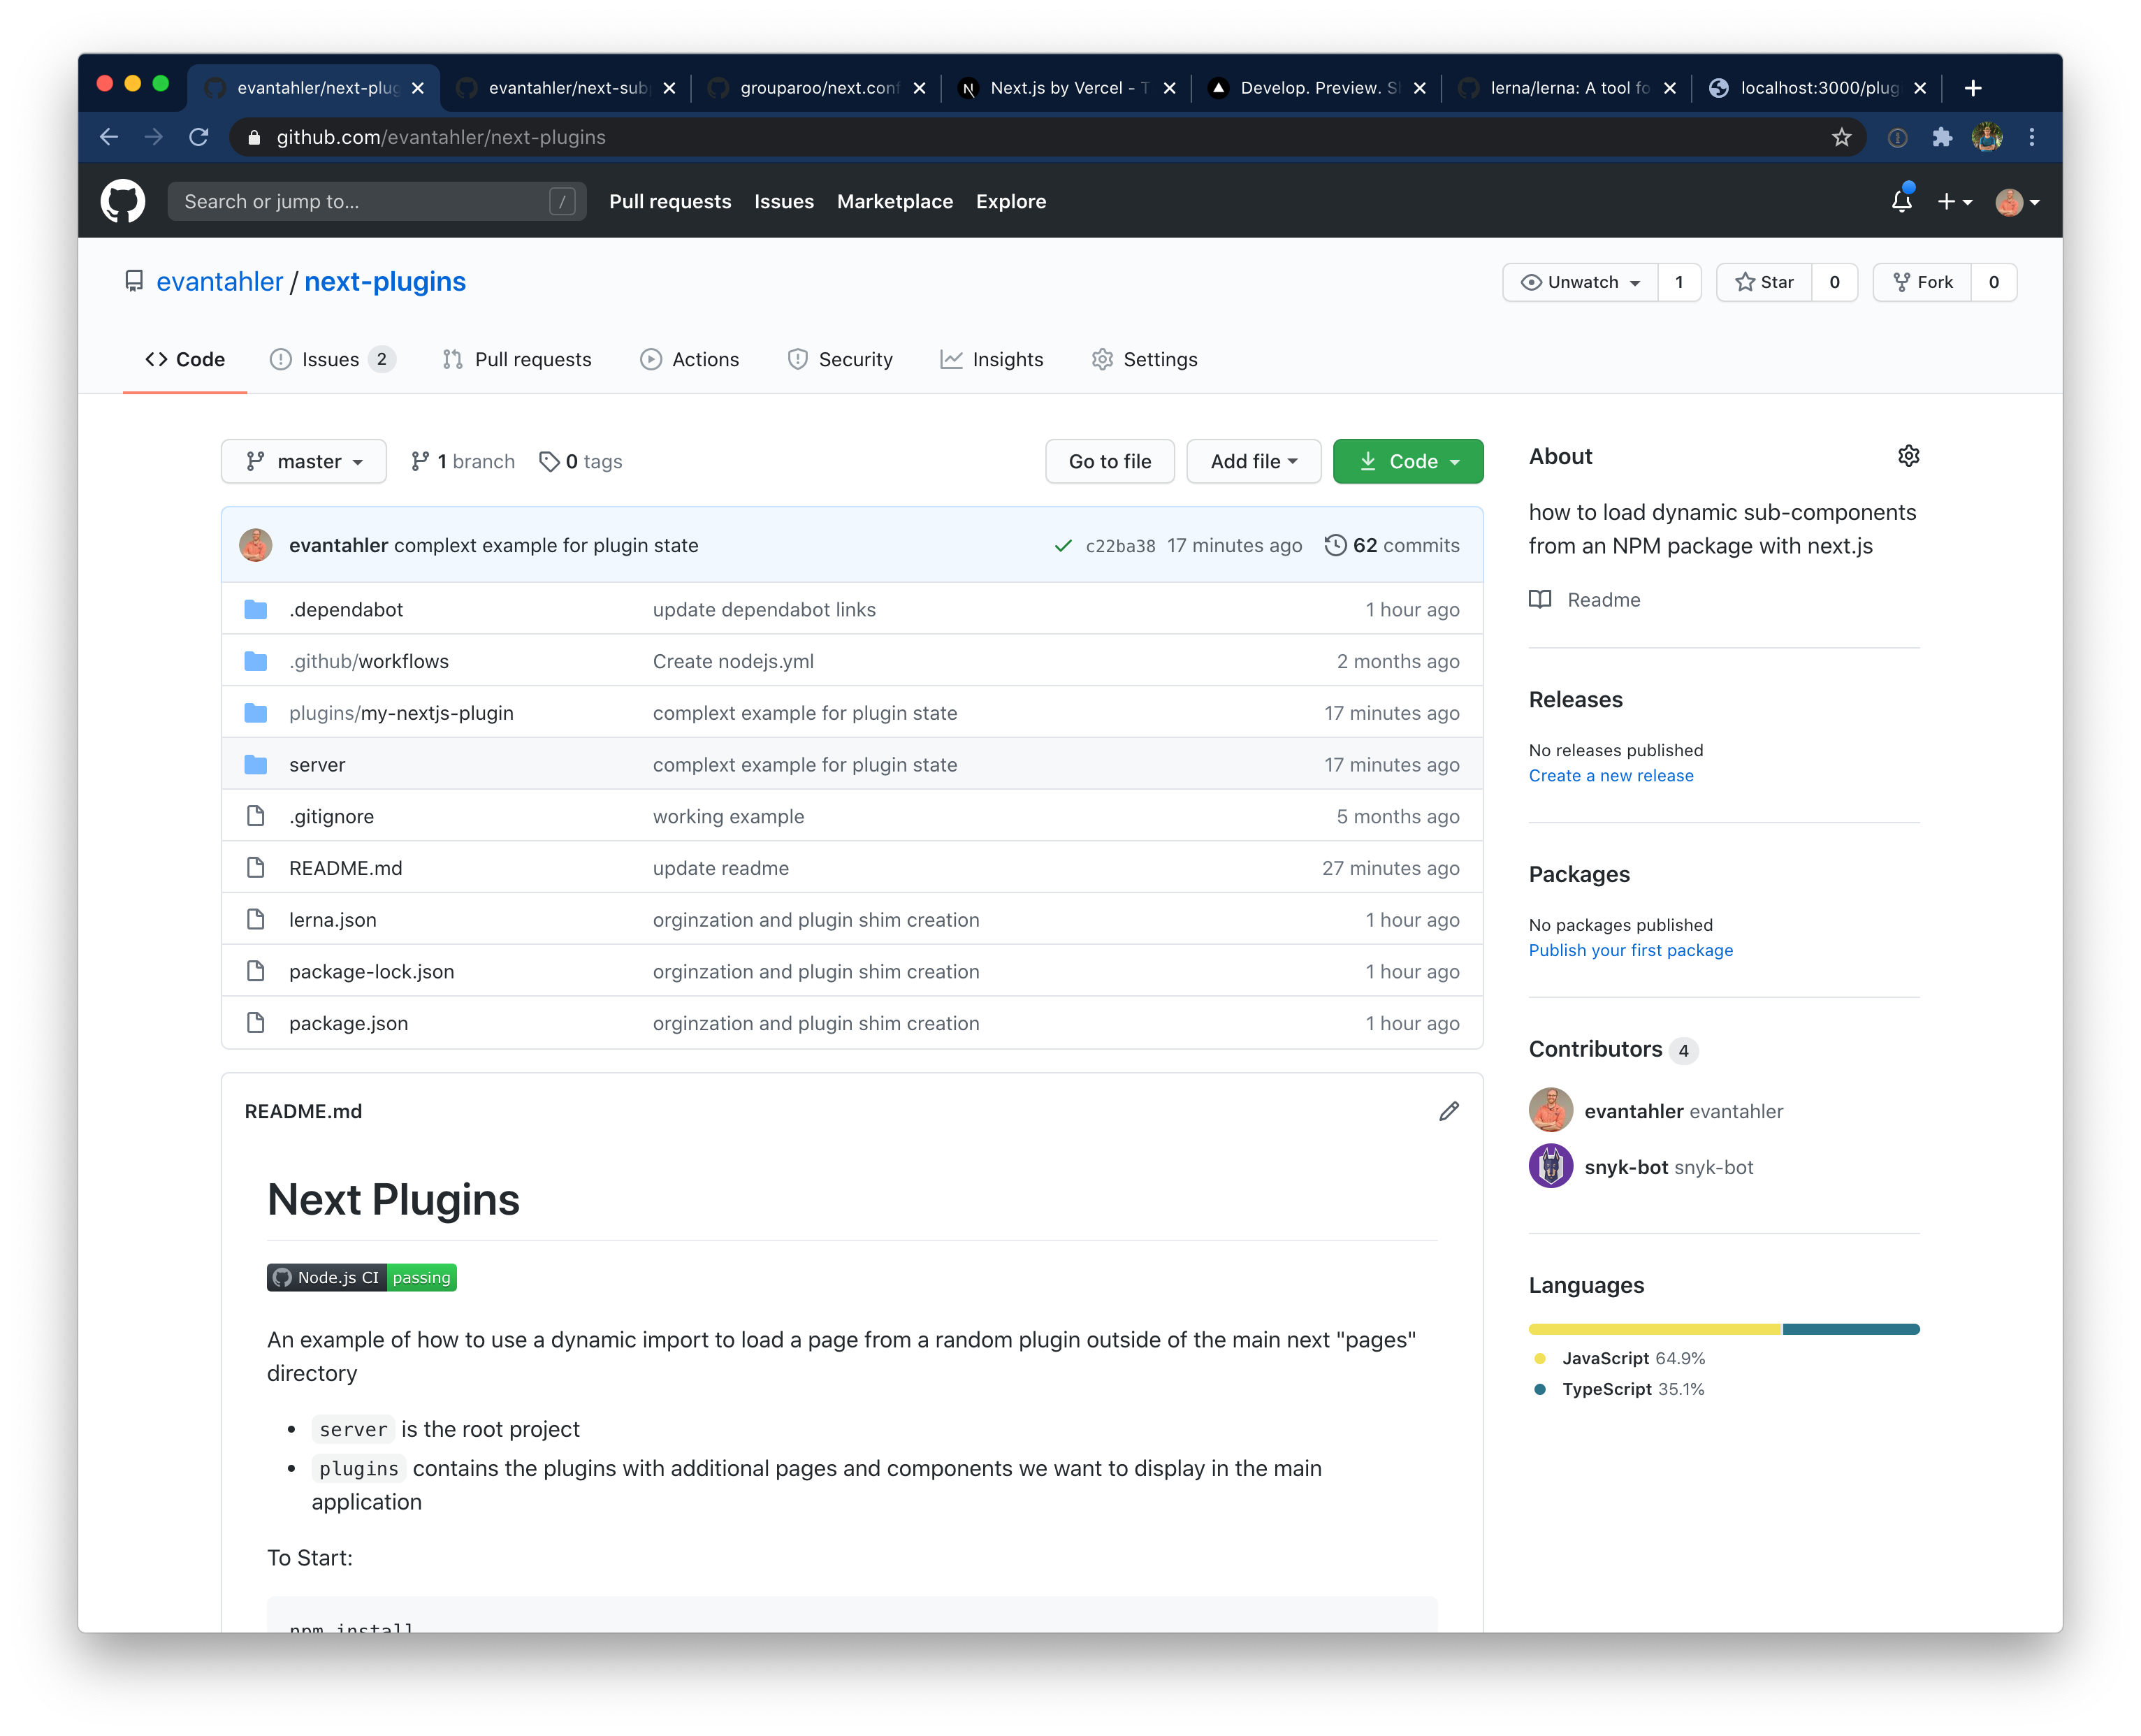 evantahler/next-plug
evantahler/next-sub
grouparoo/next.conf
Next.js by Vercel - T
Develop. Preview. S
lerna/lerna: A tool fo
localhost:3000/plug
github.com/evantahler/next-plugins
Search or jump to... /
Pull requests
Issues
Marketplace
Explore
evantahler / next-plugins
Unwatch 1
Star 0
Fork 0
Code
Issues 2
Pull requests
Actions
Security
Insights
Settings
master
1 branch
0 tags
Go to file
Add file
Code
evantahler complext example for plugin state c22ba38 17 minutes ago 62 commits
.dependabot update dependabot links 1 hour ago
.github/workflows Create nodejs.yml 2 months ago
plugins/my-nextjs-plugin complext example for plugin state 17 minutes ago
server complext example for plugin state 17 minutes ago
.gitignore working example 5 months ago
README.md update readme 27 minutes ago
lerna.json orginzation and plugin shim creation 1 hour ago
package-lock.json orginzation and plugin shim creation 1 hour ago
package.json orginzation and plugin shim creation 1 hour ago
README.md
Next Plugins
Node.js CI passing
An example of how to use a dynamic import to load a page from a random plugin outside of the main next "pages"
directory
• server is the root project
• plugins contains the plugins with additional pages and components we want to display in the main
application
To Start:
npm install
About
how to load dynamic sub-components
from an NPM package with next.js
Readme
Releases
No releases published
Create a new release
Packages
No packages published
Publish your first package
Contributors 4
evantahler evantahler
snyk-bot snyk-bot
Languages
JavaScript 64.9%
TypeScript 35.1%